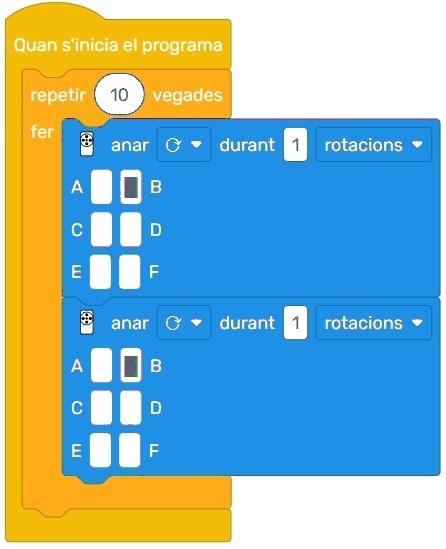 Quan s'inicia el programa
repetir 10 vegades
fer
anar durant 1 rotacions
A B
C D
E F
anar durant 1 rotacions
A B
C D
E F